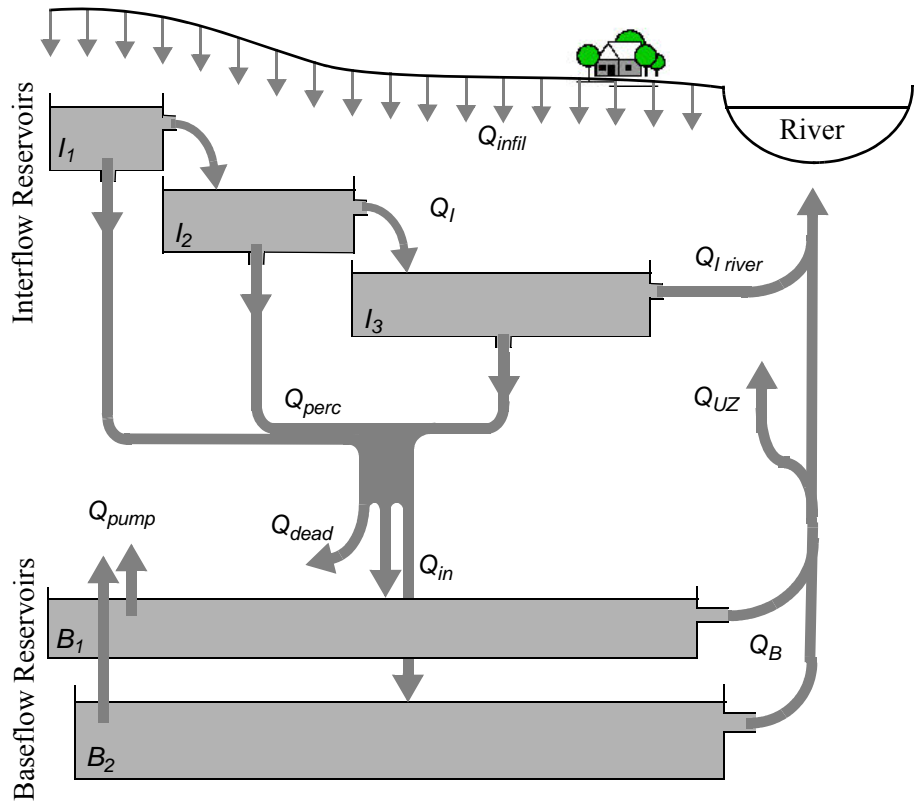 Q infil
River
Interflow Reservoirs
I1
I2
QI
I3
QI river
Qperc
QUZ
Qpump
Qdead
Qin
Baseflow Reservoirs
B1
QB
B2